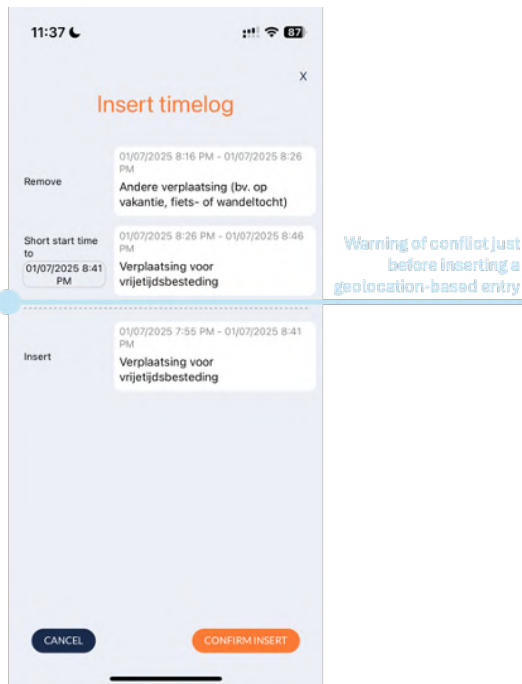 11:37
87
X
Insert timelog
Remove
01/07/2025 8:16 PM - 01/07/2025 8:26
PM
Andere verplaatsing (bv. op
vakantie, fiets- of wandeltocht)
Short start time
to
01/07/2025 8:41
PM
01/07/2025 8:26 PM - 01/07/2025 8:46
PM
Verplaatsing voor
vrijetijdsbesteding
Warning of conflict just
before inserting a
geolocation-based entry
Insert
01/07/2025 7:55 PM - 01/07/2025 8:41
PM
Verplaatsing voor
vrijetijdsbesteding
CANCEL
CONFIRM INSERT